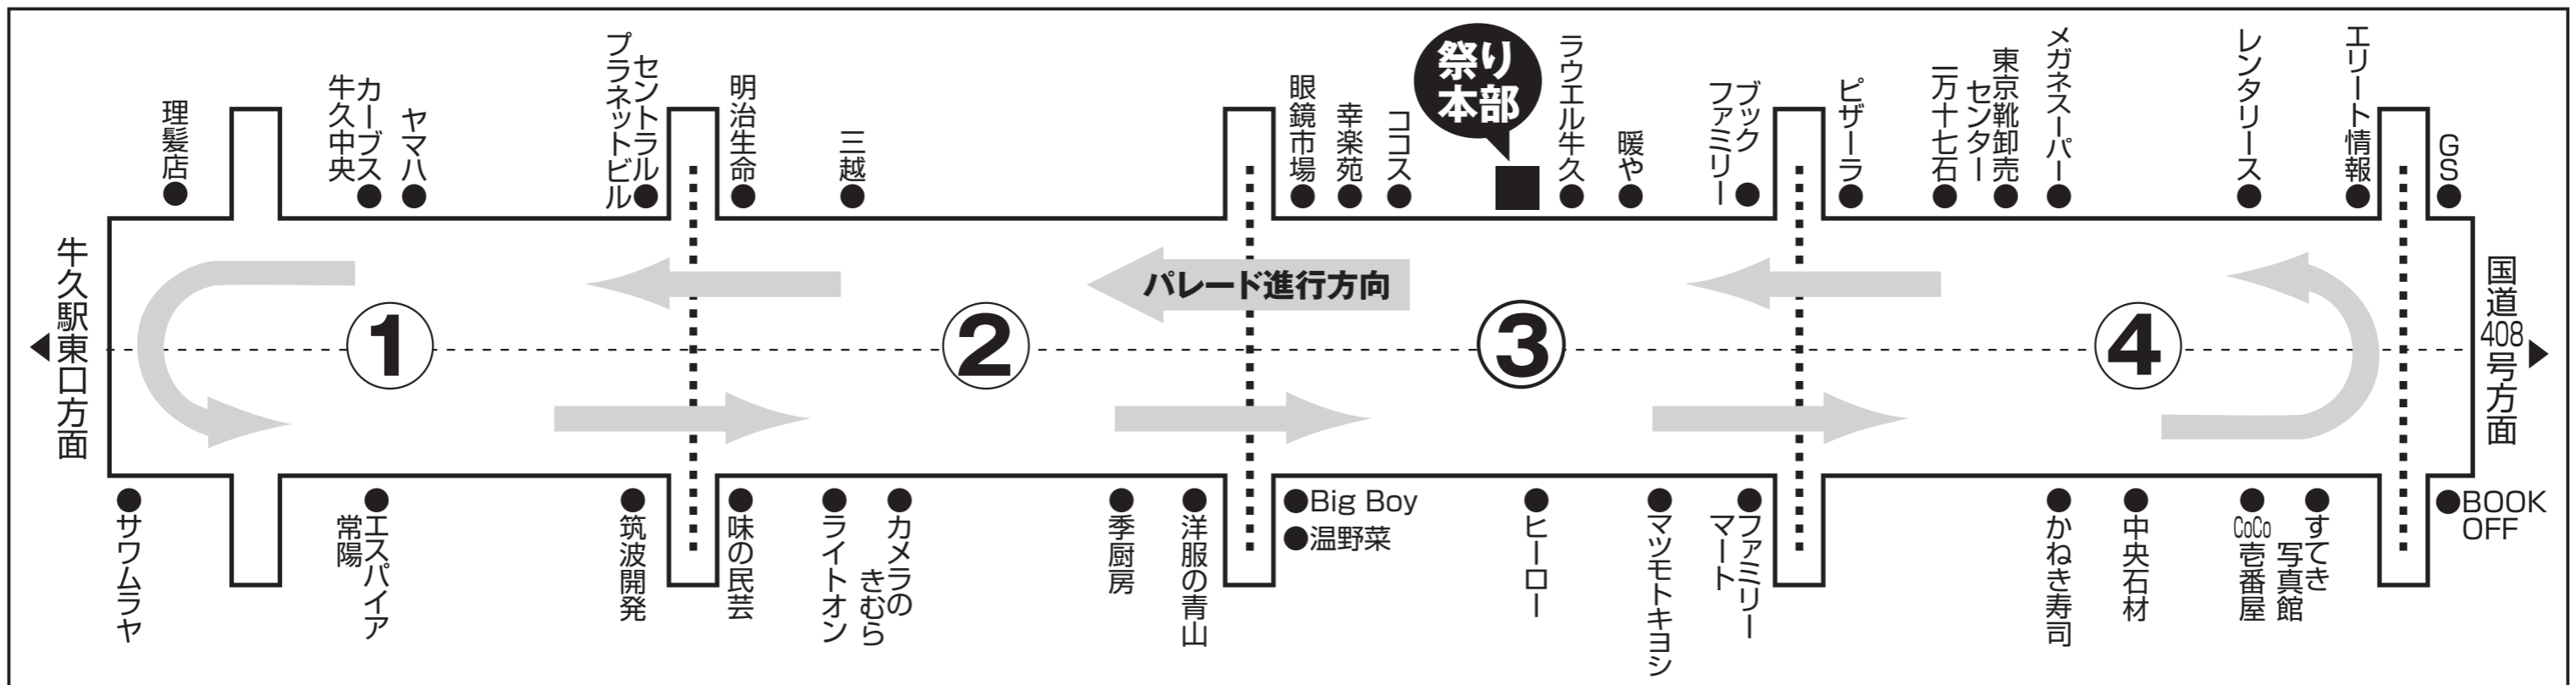 理髪店
カーブス
牛久中央
ヤマハ
セントラル
プラネットビル
明治生命
三越
眼鏡市場
幸楽苑
ココス
祭り
本部
ラウエル牛久
暖や
ブック
ファミリー
ピザーラ
一万十七石
東京靴卸売
センター
メガネスーパー
レンタリース
エリート情報
GS
牛久駅東口方面
パレード進行方向
①
②
③
④
国道408号方面
サワムラヤ
エスパイア
常陽
筑波開発
味の民芸
ライトオン
カメラの
きむら
季厨房
洋服の青山
Big Boy
温野菜
ヒーロー
マツモトキヨシ
ファミリー
マート
かねき寿司
中央石材
CoCo壱番屋
すてき
写真館
BOOK
OFF